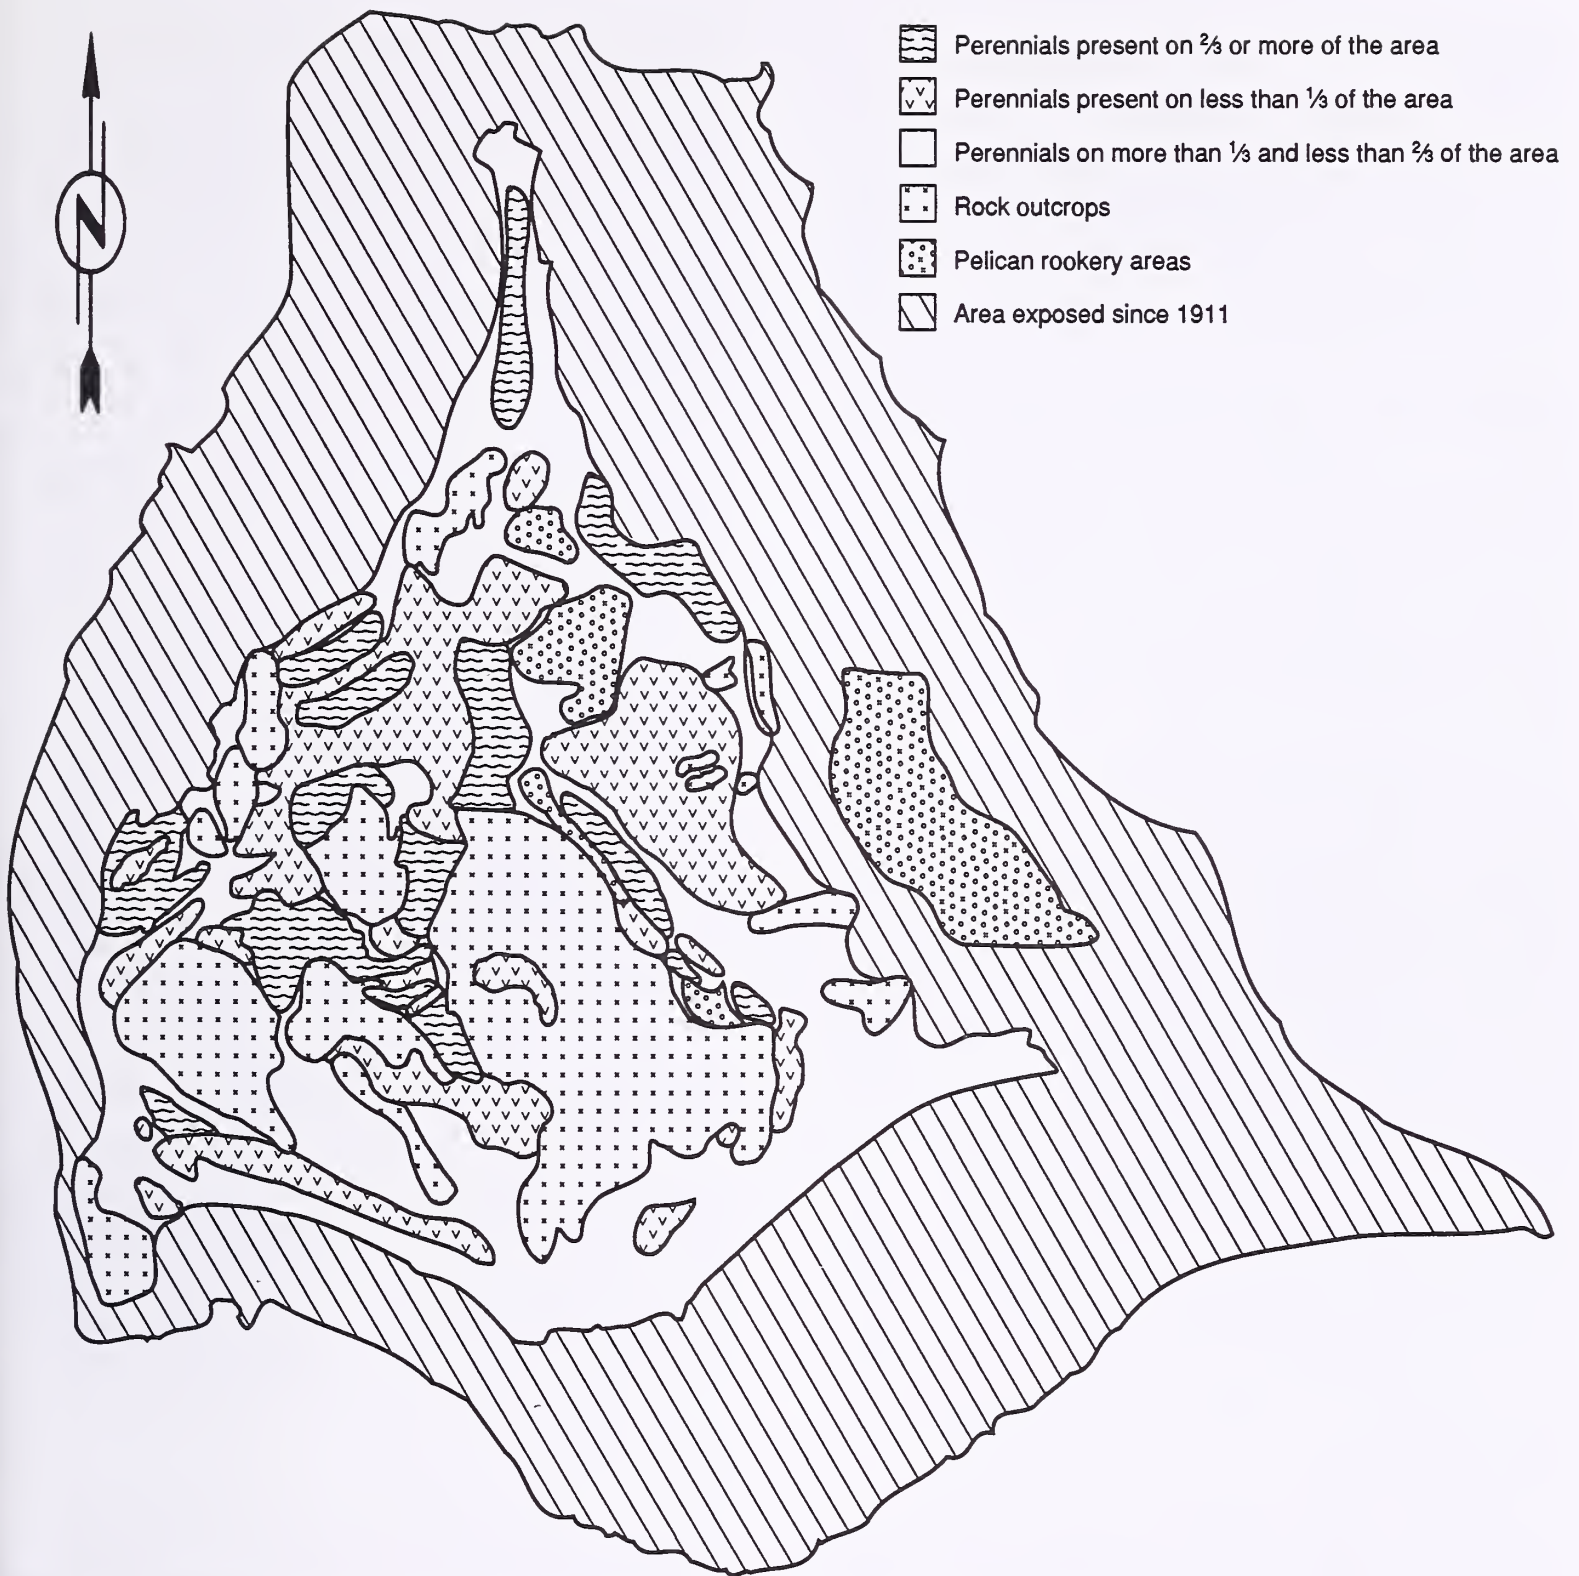 N
Perennials present on ⅔ or more of the area
Perennials present on less than ⅓ of the area
Perennials on more than ⅓ and less than ⅔ of the area
Rock outcrops
Pelican rookery areas
Area exposed since 1911